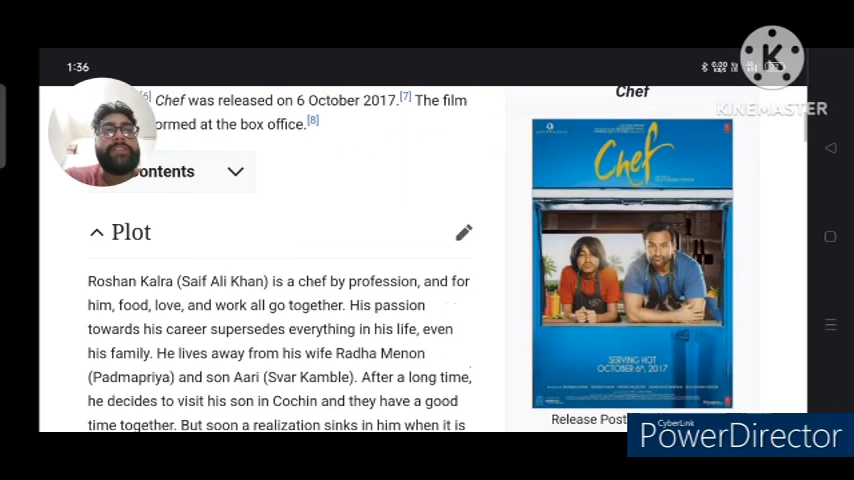 1:36
0.00
KINEMASTER
[6] Chef was released on 6 October 2017.[7] The film
ormed at the box office.[8]
ontents
Plot
Roshan Kalra (Saif Ali Khan) is a chef by profession, and for
him, food, love, and work all go together. His passion
towards his career supersedes everything in his life, even
his family. He lives away from his wife Radha Menon
(Padmapriya) and son Aari (Svar Kamble). After a long time,
he decides to visit his son in Cochin and they have a good
time together. But soon a realization sinks in him when it is
Chef
Chef
SERVING HOT
OCTOBER 6th, 2017
Release Post
CyberLink
PowerDirector